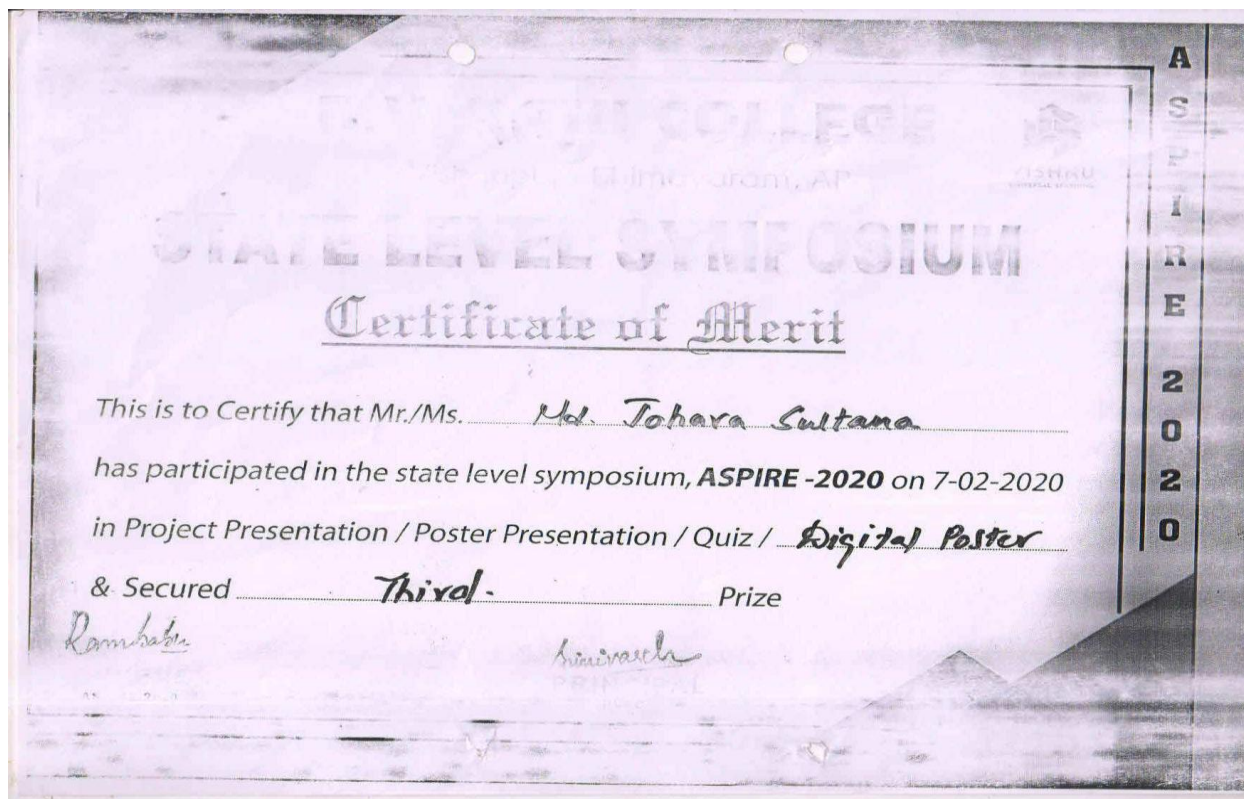 COLLEGE
VISHNU
STATE LEVEL SYMPOSIUM
Certificate of Merit
This is to Certify that Mr./Ms. Md. Johara Sultana
has participated in the state level symposium, ASPIRE -2020 on 7-02-2020
in Project Presentation / Poster Presentation / Quiz / Digital Poster
& Secured Third. Prize
Rambabu
PRINCIPAL
ASPIRE 2020